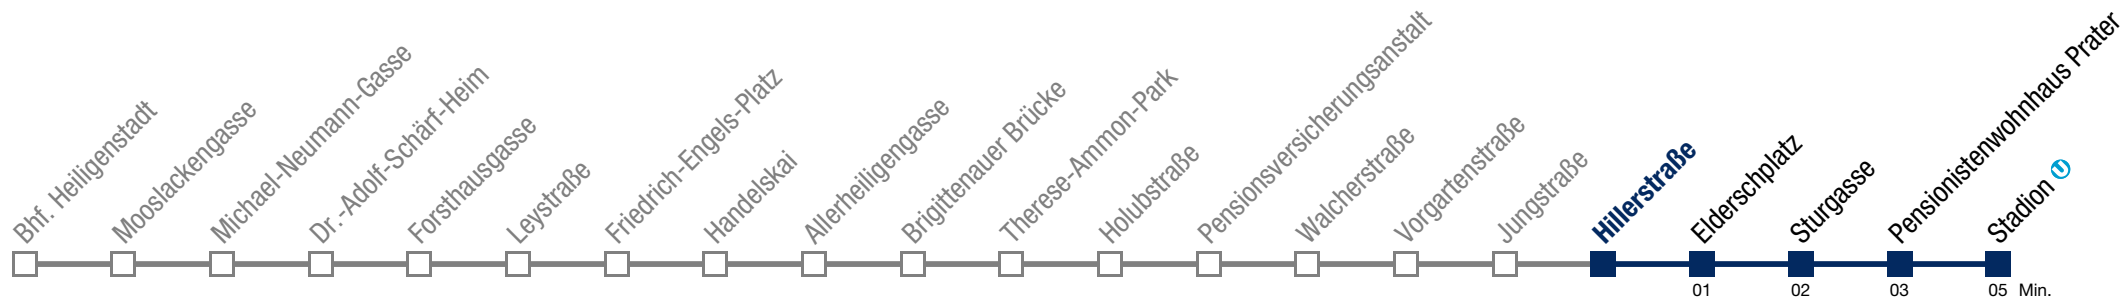 Bhf. Heiligenstadt
Mooslackengasse
Michael-Neumann-Gasse
Dr.-Adolf-Schärf-Heim
Forsthausgasse
Leystraße
Friedrich-Engels-Platz
Handelskai
Allerheiligengasse
Brigittenauer Brücke
Therese-Ammon-Park
Holubstraße
Pensionsversicherungsanstalt
Walcherstraße
Vorgartenstraße
Jungstraße
Hillerstraße
Elderschplatz
Sturgasse
Pensionistenwohnhaus Prater
Stadion U
01 02 03 05 Min.